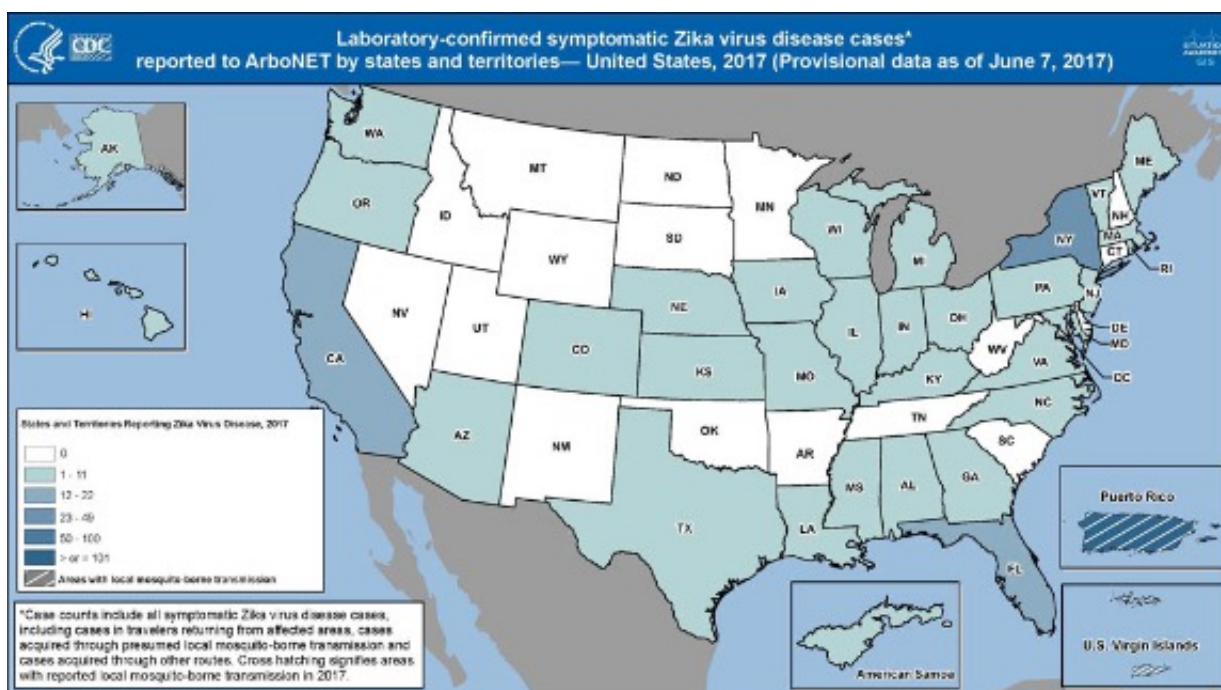 CDC
Laboratory-confirmed symptomatic Zika virus disease cases*
reported to ArboNET by states and territories— United States, 2017 (Provisional data as of June 7, 2017)
SITUATION
AWARENESS
GIS
AK
HI
WA
OR
CA
ID
NV
MT
WY
UT
AZ
CO
NM
ND
SD
NE
KS
OK
TX
MN
IA
MO
AR
LA
WI
IL
MI
IN
OH
KY
TN
MS
AL
GA
FL
SC
NC
VA
WV
PA
NY
VT
NH
ME
MA
CT
RI
NJ
DE
MD
DC
States and Territories Reporting Zika Virus Disease, 2017
0
1 - 11
12 - 22
23 - 49
50 - 100
> or = 101
Areas with local mosquito-borne transmission
*Case counts include all symptomatic Zika virus disease cases,
including cases in travelers returning from affected areas, cases
acquired through presumed local mosquito-borne transmission and
cases acquired through other routes. Cross hatching signifies areas
with reported local mosquito-borne transmission in 2017.
American Samoa
Puerto Rico
U.S. Virgin Islands